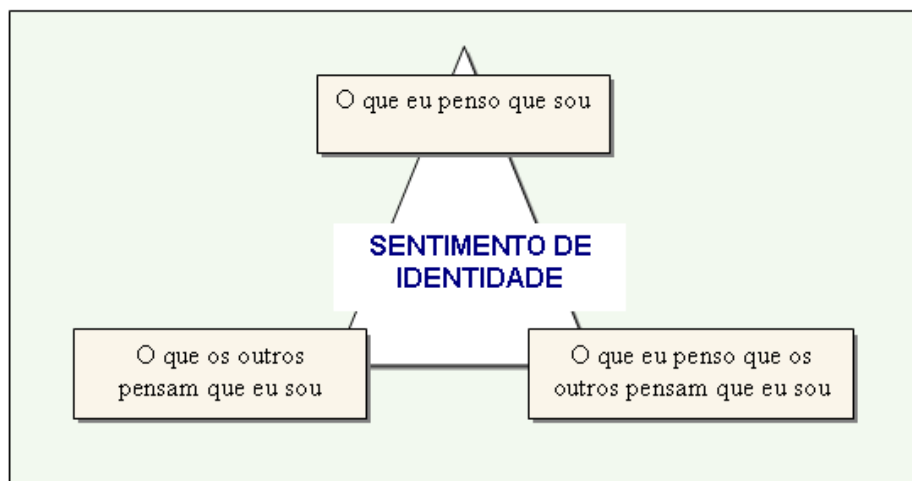 O que eu penso que sou
SENTIMENTO DE
IDENTIDADE
O que os outros
pensam que eu sou
O que eu penso que os
outros pensam que eu sou